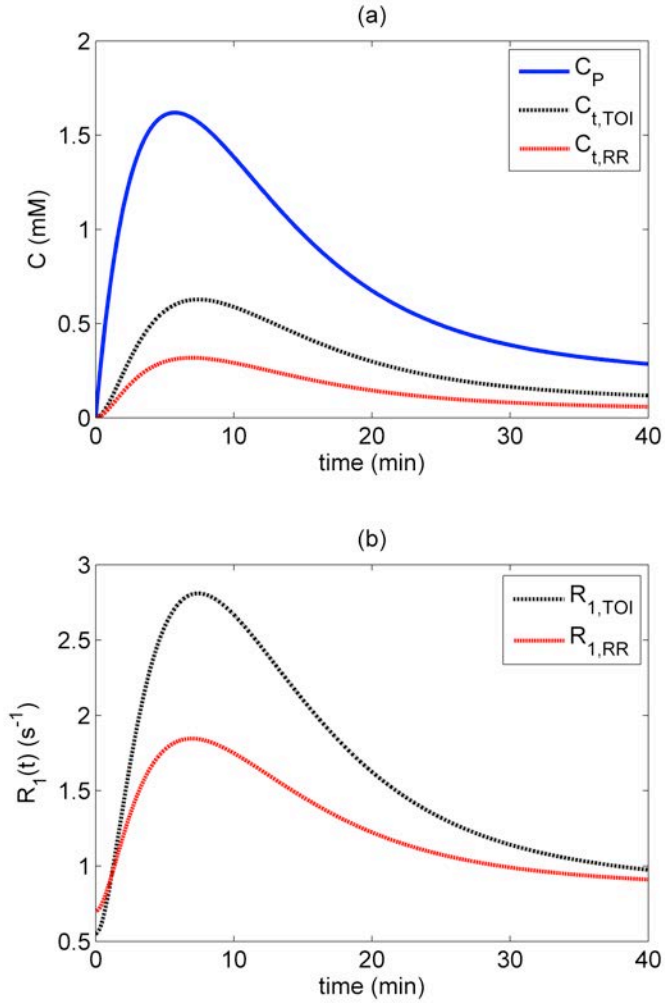 (a)
2
1.5
1
0.5
0
C (mM)
C_P
C_t,TOI
C_t,RR
0 10 20 30 40
time (min)
(b)
3
2.5
2
1.5
1
0.5
R_1(t) (s^-1)
R_1,TOI
R_1,RR
0 10 20 30 40
time (min)